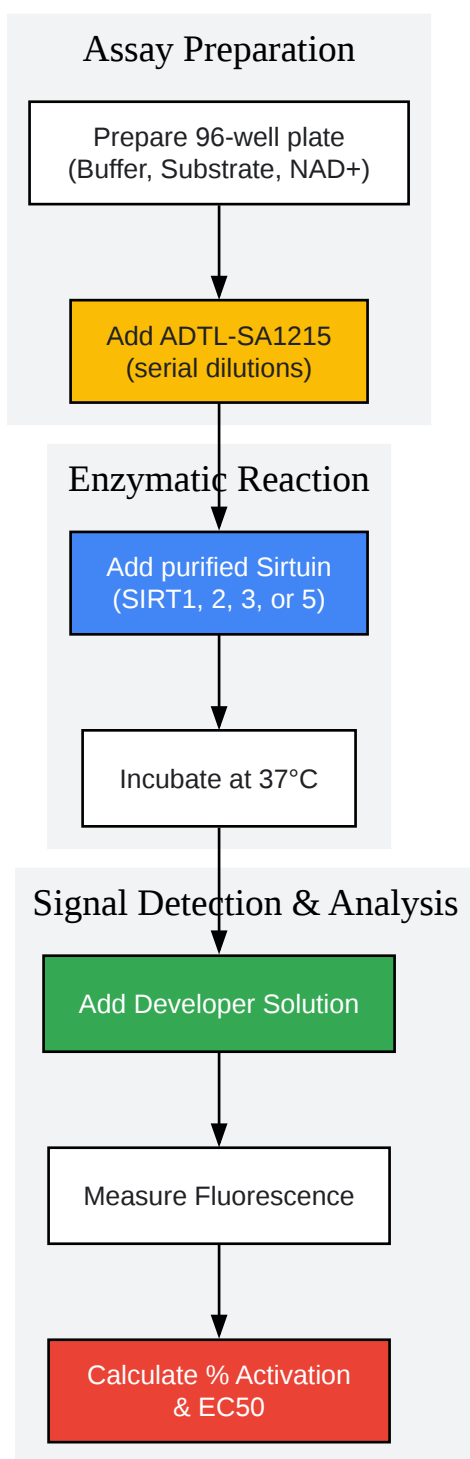 Assay Preparation
Prepare 96-well plate
(Buffer, Substrate, NAD+)
Add ADTL-SA1215
(serial dilutions)
Enzymatic Reaction
Add purified Sirtuin
(SIRT1, 2, 3, or 5)
Incubate at 37°C
Signal Detection & Analysis
Add Developer Solution
Measure Fluorescence
Calculate % Activation
& EC50